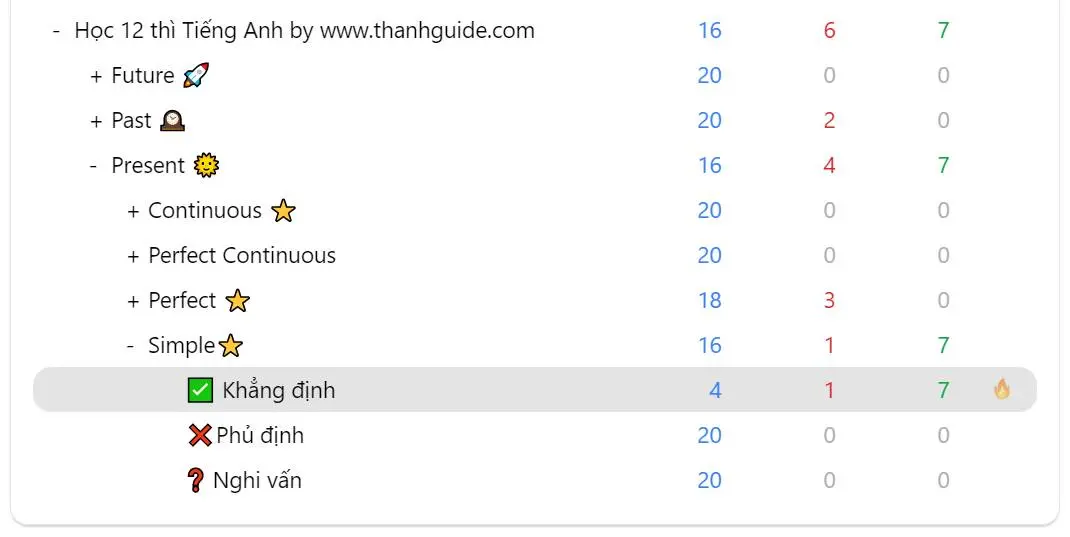 - Học 12 thì Tiếng Anh by www.thanhguide.com 16 6 7
+ Future 🚀 20 0 0
+ Past 🕰️ 20 2 0
- Present 🌞 16 4 7
+ Continuous ⭐ 20 0 0
+ Perfect Continuous 20 0 0
+ Perfect ⭐ 18 3 0
- Simple⭐ 16 1 7
✅ Khẳng định 4 1 7 🔥
❌Phủ định 20 0 0
❓ Nghi vấn 20 0 0